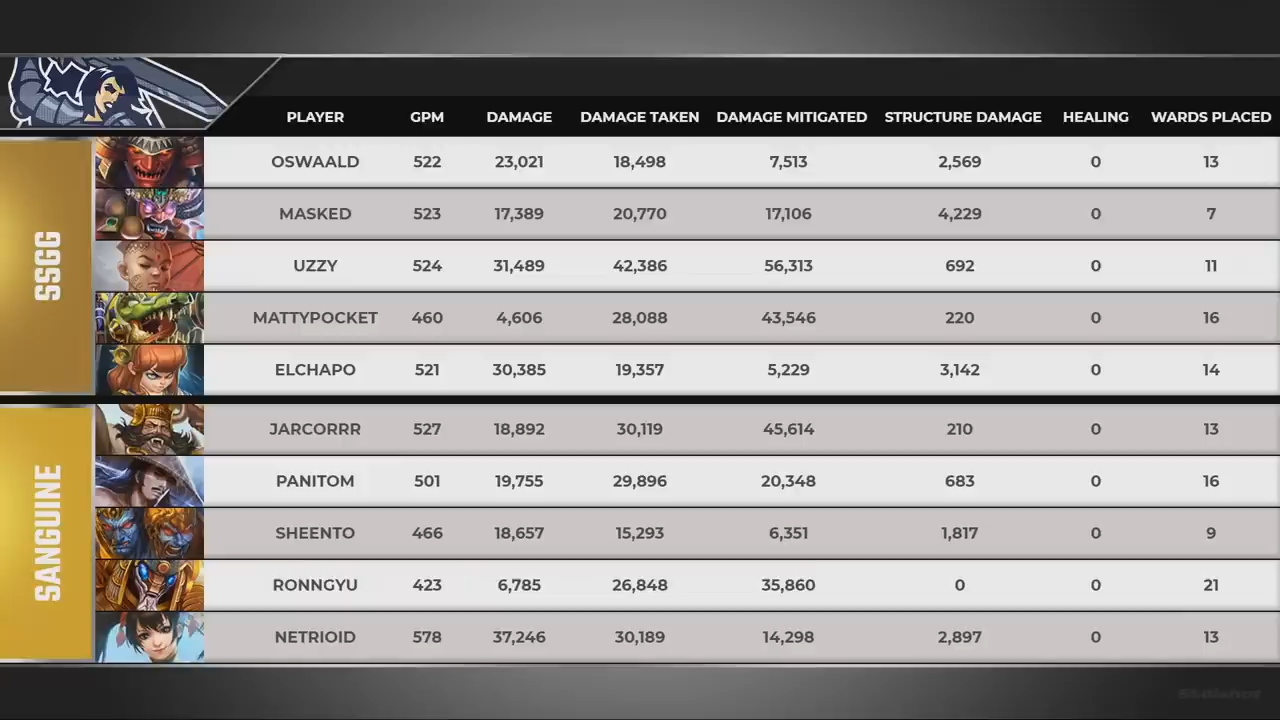 PLAYER GPM DAMAGE DAMAGE TAKEN DAMAGE MITIGATED STRUCTURE DAMAGE HEALING WARDS PLACED
SSGG
OSWAALD 522 23,021 18,498 7,513 2,569 0 13
MASKED 523 17,389 20,770 17,106 4,229 0 7
UZZY 524 31,489 42,386 56,313 692 0 11
MATTYPOCKET 460 4,606 28,088 43,546 220 0 16
ELCHAPO 521 30,385 19,357 5,229 3,142 0 14
SANGUINE
JARCORRR 527 18,892 30,119 45,614 210 0 13
PANITOM 501 19,755 29,896 20,348 683 0 16
SHEENTO 466 18,657 15,293 6,351 1,817 0 9
RONNGYU 423 6,785 26,848 35,860 0 0 21
NETRIOID 578 37,246 30,189 14,298 2,897 0 13